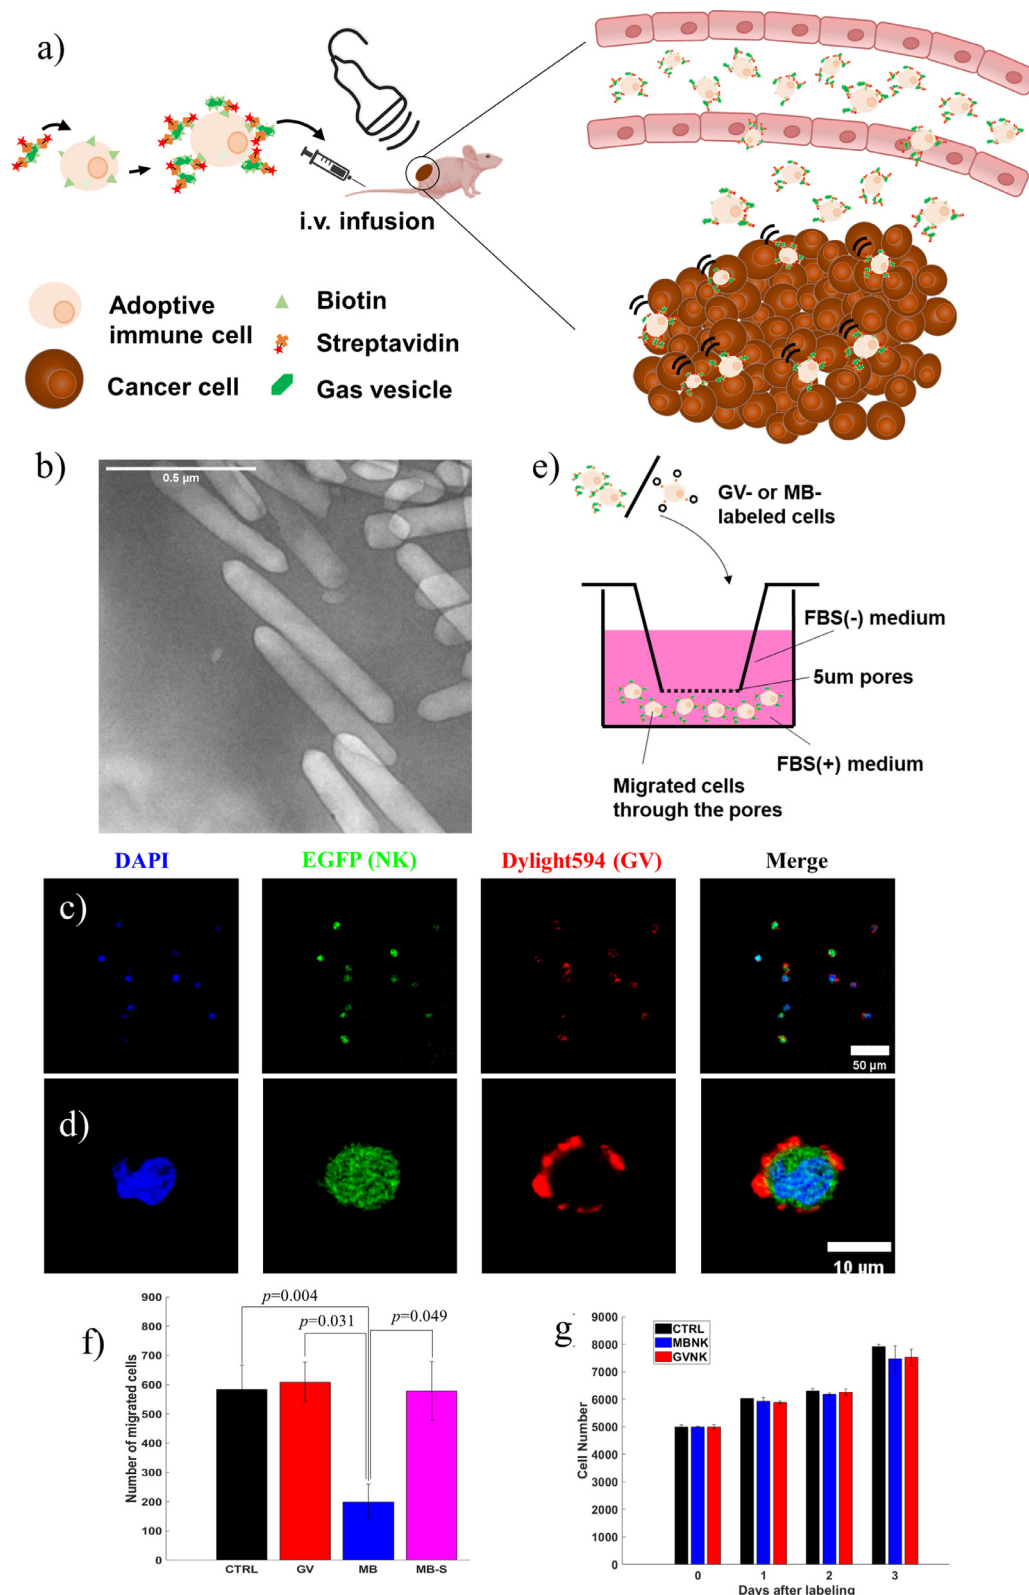 a)
i.v. infusion
Adoptive
immune cell
Cancer cell
Biotin
Streptavidin
Gas vesicle
b)
0.5 µm
e)
GV- or MB-
labeled cells
FBS(-) medium
5um pores
FBS(+) medium
Migrated cells
through the pores
DAPI
EGFP (NK)
Dylight594 (GV)
Merge
c)
50 µm
d)
10 µm
f)
Number of migrated cells
900
800
700
600
500
400
300
200
100
0
p=0.004
p=0.031
p=0.049
CTRL
GV
MB
MB-S
g
Cell Number
9000
8000
7000
6000
5000
4000
3000
2000
1000
0
CTRL
MBNK
GVNK
0
1
2
3
Days after labeling